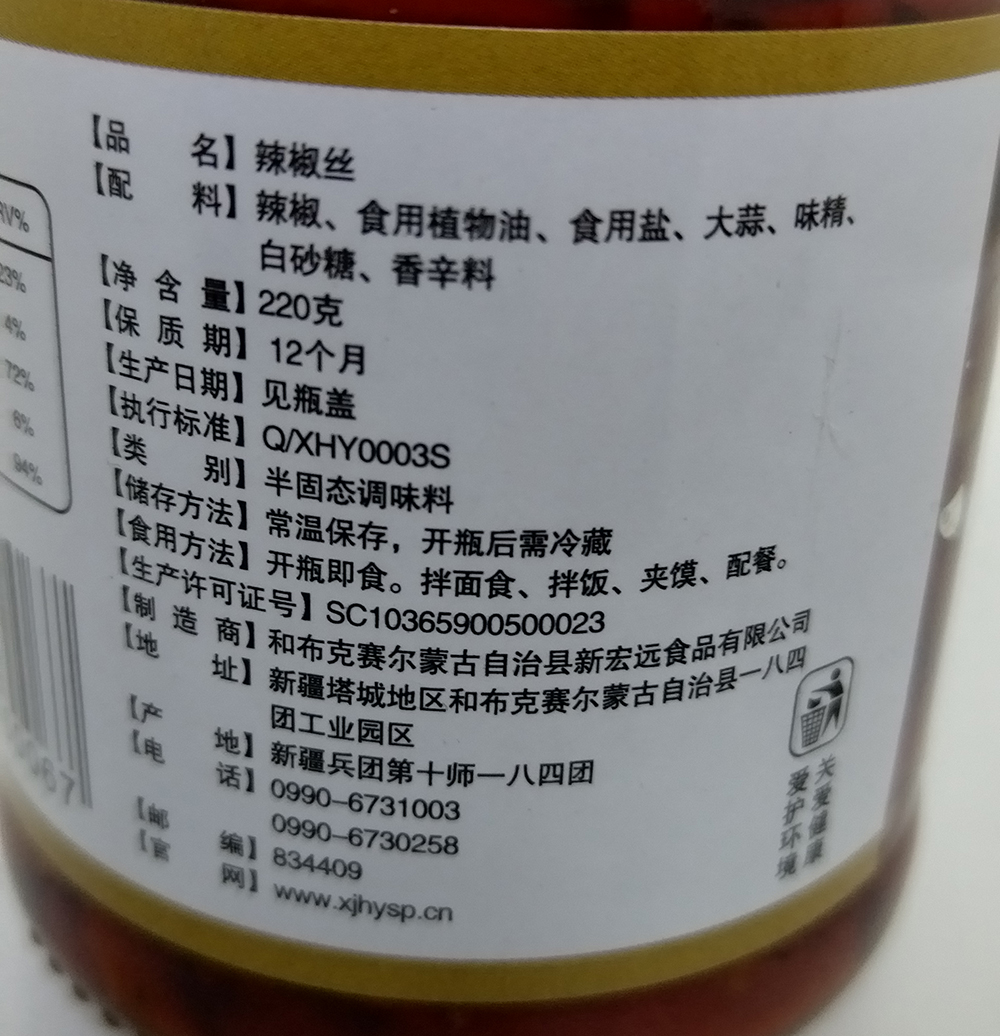 RV%
23%
4%
72%
6%
94%
【品 名】辣椒丝
【配 料】辣椒、食用植物油、食用盐、大蒜、味精、
白砂糖、香辛料
【净 含 量】220克
【保 质 期】12个月
【生产日期】见瓶盖
【执行标准】Q/XHY0003S
【类 别】半固态调味料
【储存方法】常温保存，开瓶后需冷藏
【食用方法】开瓶即食。拌面食、拌饭、夹馍、配餐。
【生产许可证号】SC10365900500023
【制 造 商】和布克赛尔蒙古自治县新宏远食品有限公司
【地 址】新疆塔城地区和布克赛尔蒙古自治县一八四
团工业园区
【产 地】新疆兵团第十师一八四团
【电 话】0990-6731003
0990-6730258
【邮 编】834409
【官 网】www.xjhysp.cn
关爱健康
爱护环境